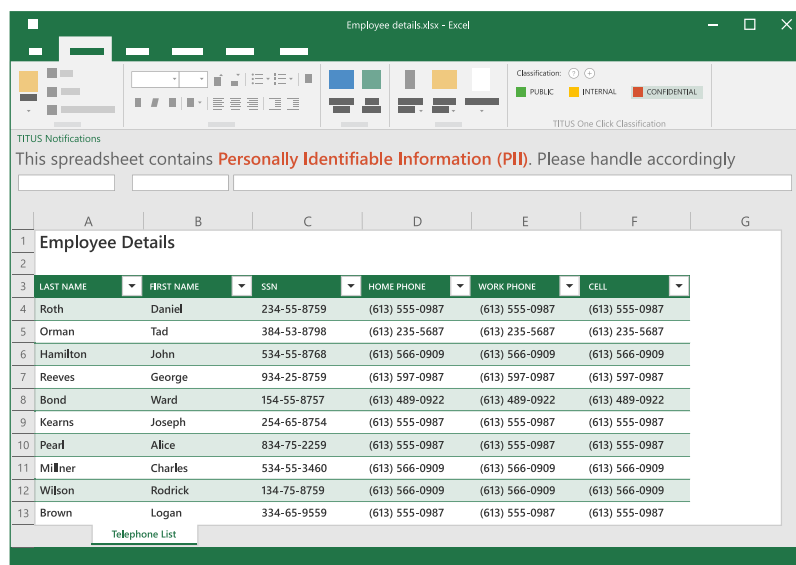 Employee details.xlsx - Excel
Classification: ? +
PUBLIC INTERNAL CONFIDENTIAL
TITUS One Click Classification
TITUS Notifications
This spreadsheet contains Personally Identifiable Information (PII). Please handle accordingly
A B C D E F G
1 Employee Details
2
3 LAST NAME FIRST NAME SSN HOME PHONE WORK PHONE CELL
4 Roth Daniel 234-55-8759 (613) 555-0987 (613) 555-0987 (613) 555-0987
5 Orman Tad 384-53-8798 (613) 235-5687 (613) 235-5687 (613) 235-5687
6 Hamilton John 534-55-8768 (613) 566-0909 (613) 566-0909 (613) 566-0909
7 Reeves George 934-25-8759 (613) 597-0987 (613) 597-0987 (613) 597-0987
8 Bond Ward 154-55-8757 (613) 489-0922 (613) 489-0922 (613) 489-0922
9 Kearns Joseph 254-65-8754 (613) 555-0987 (613) 555-0987 (613) 555-0987
10 Pearl Alice 834-75-2259 (613) 555-0987 (613) 555-0987 (613) 555-0987
11 Millner Charles 534-55-3460 (613) 566-0909 (613) 566-0909 (613) 566-0909
12 Wilson Rodrick 134-75-8759 (613) 566-0909 (613) 566-0909 (613) 566-0909
13 Brown Logan 334-65-9559 (613) 555-0987 (613) 555-0987 (613) 555-0987
Telephone List